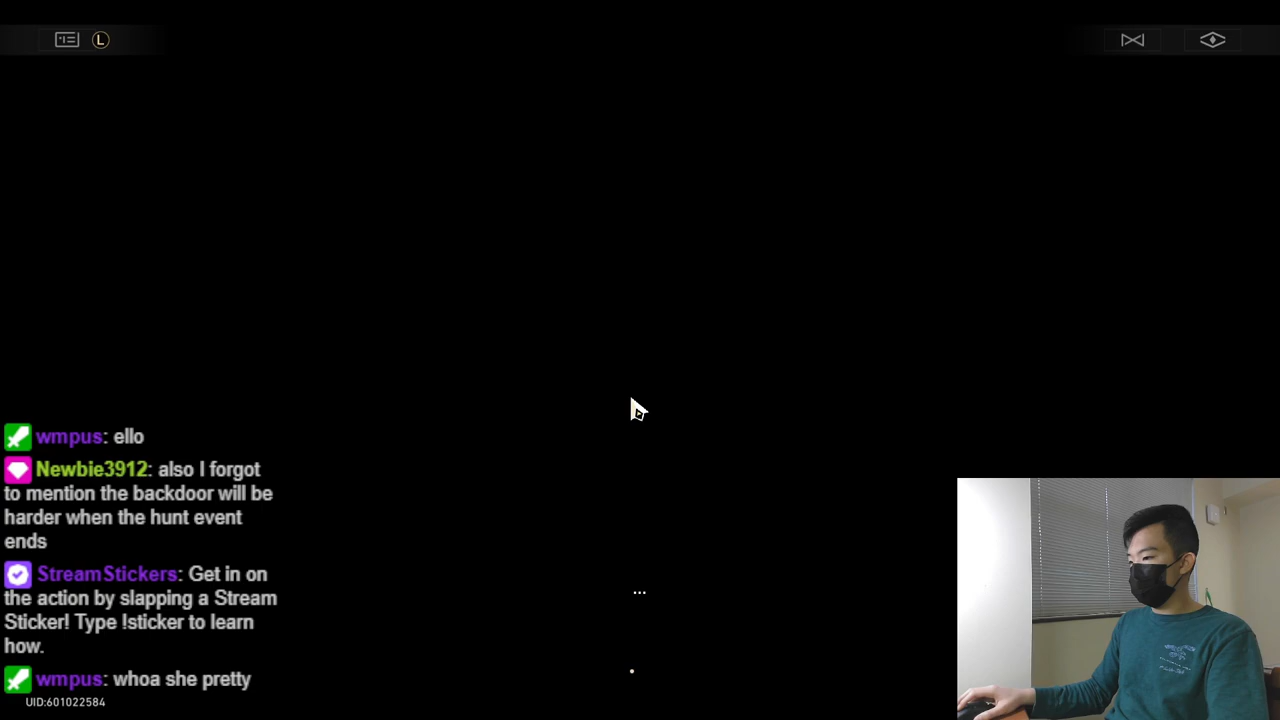 L
wmpus: ello
Newbie3912: also I forgot
to mention the backdoor will be
harder when the hunt event
ends
...
StreamStickers: Get in on
the action by slapping a Stream
Sticker! Type !sticker to learn
how.
wmpus: whoa she pretty
UID:601022584